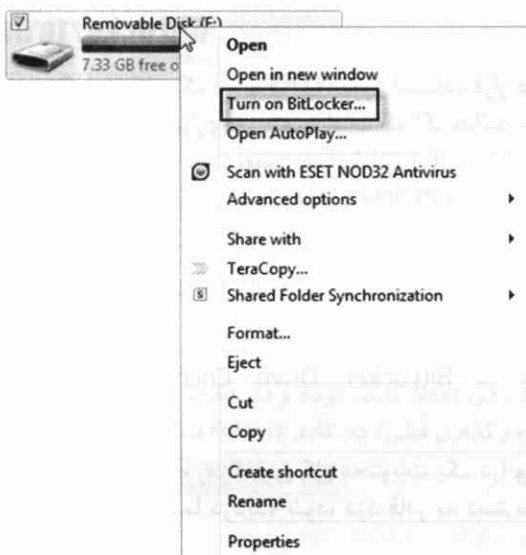 Removable Disk (F:)
7.33 GB free o
Open
Open in new window
Turn on BitLocker...
Open AutoPlay...
Scan with ESET NOD32 Antivirus
Advanced options
Share with
TeraCopy...
Shared Folder Synchronization
Format...
Eject
Cut
Copy
Create shortcut
Rename
Properties